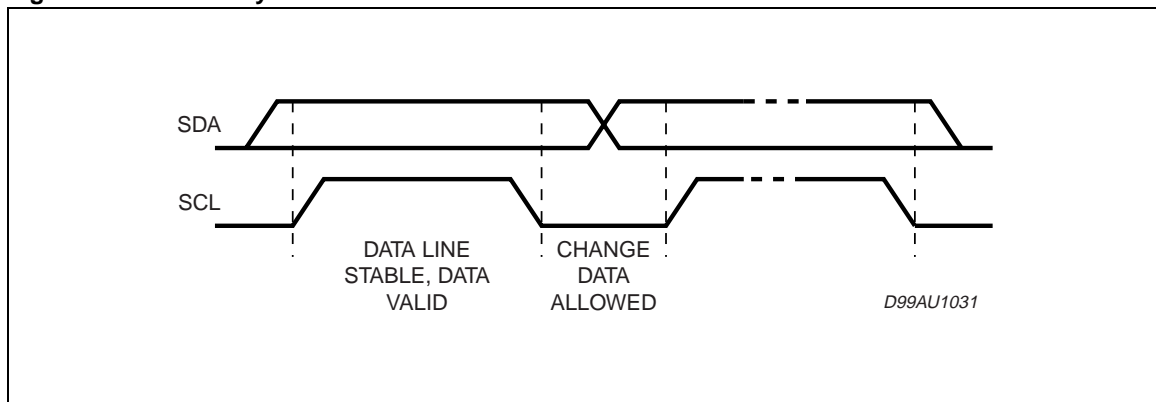 SDA
SCL
DATA LINE
STABLE, DATA
VALID
CHANGE
DATA
ALLOWED
D99AU1031